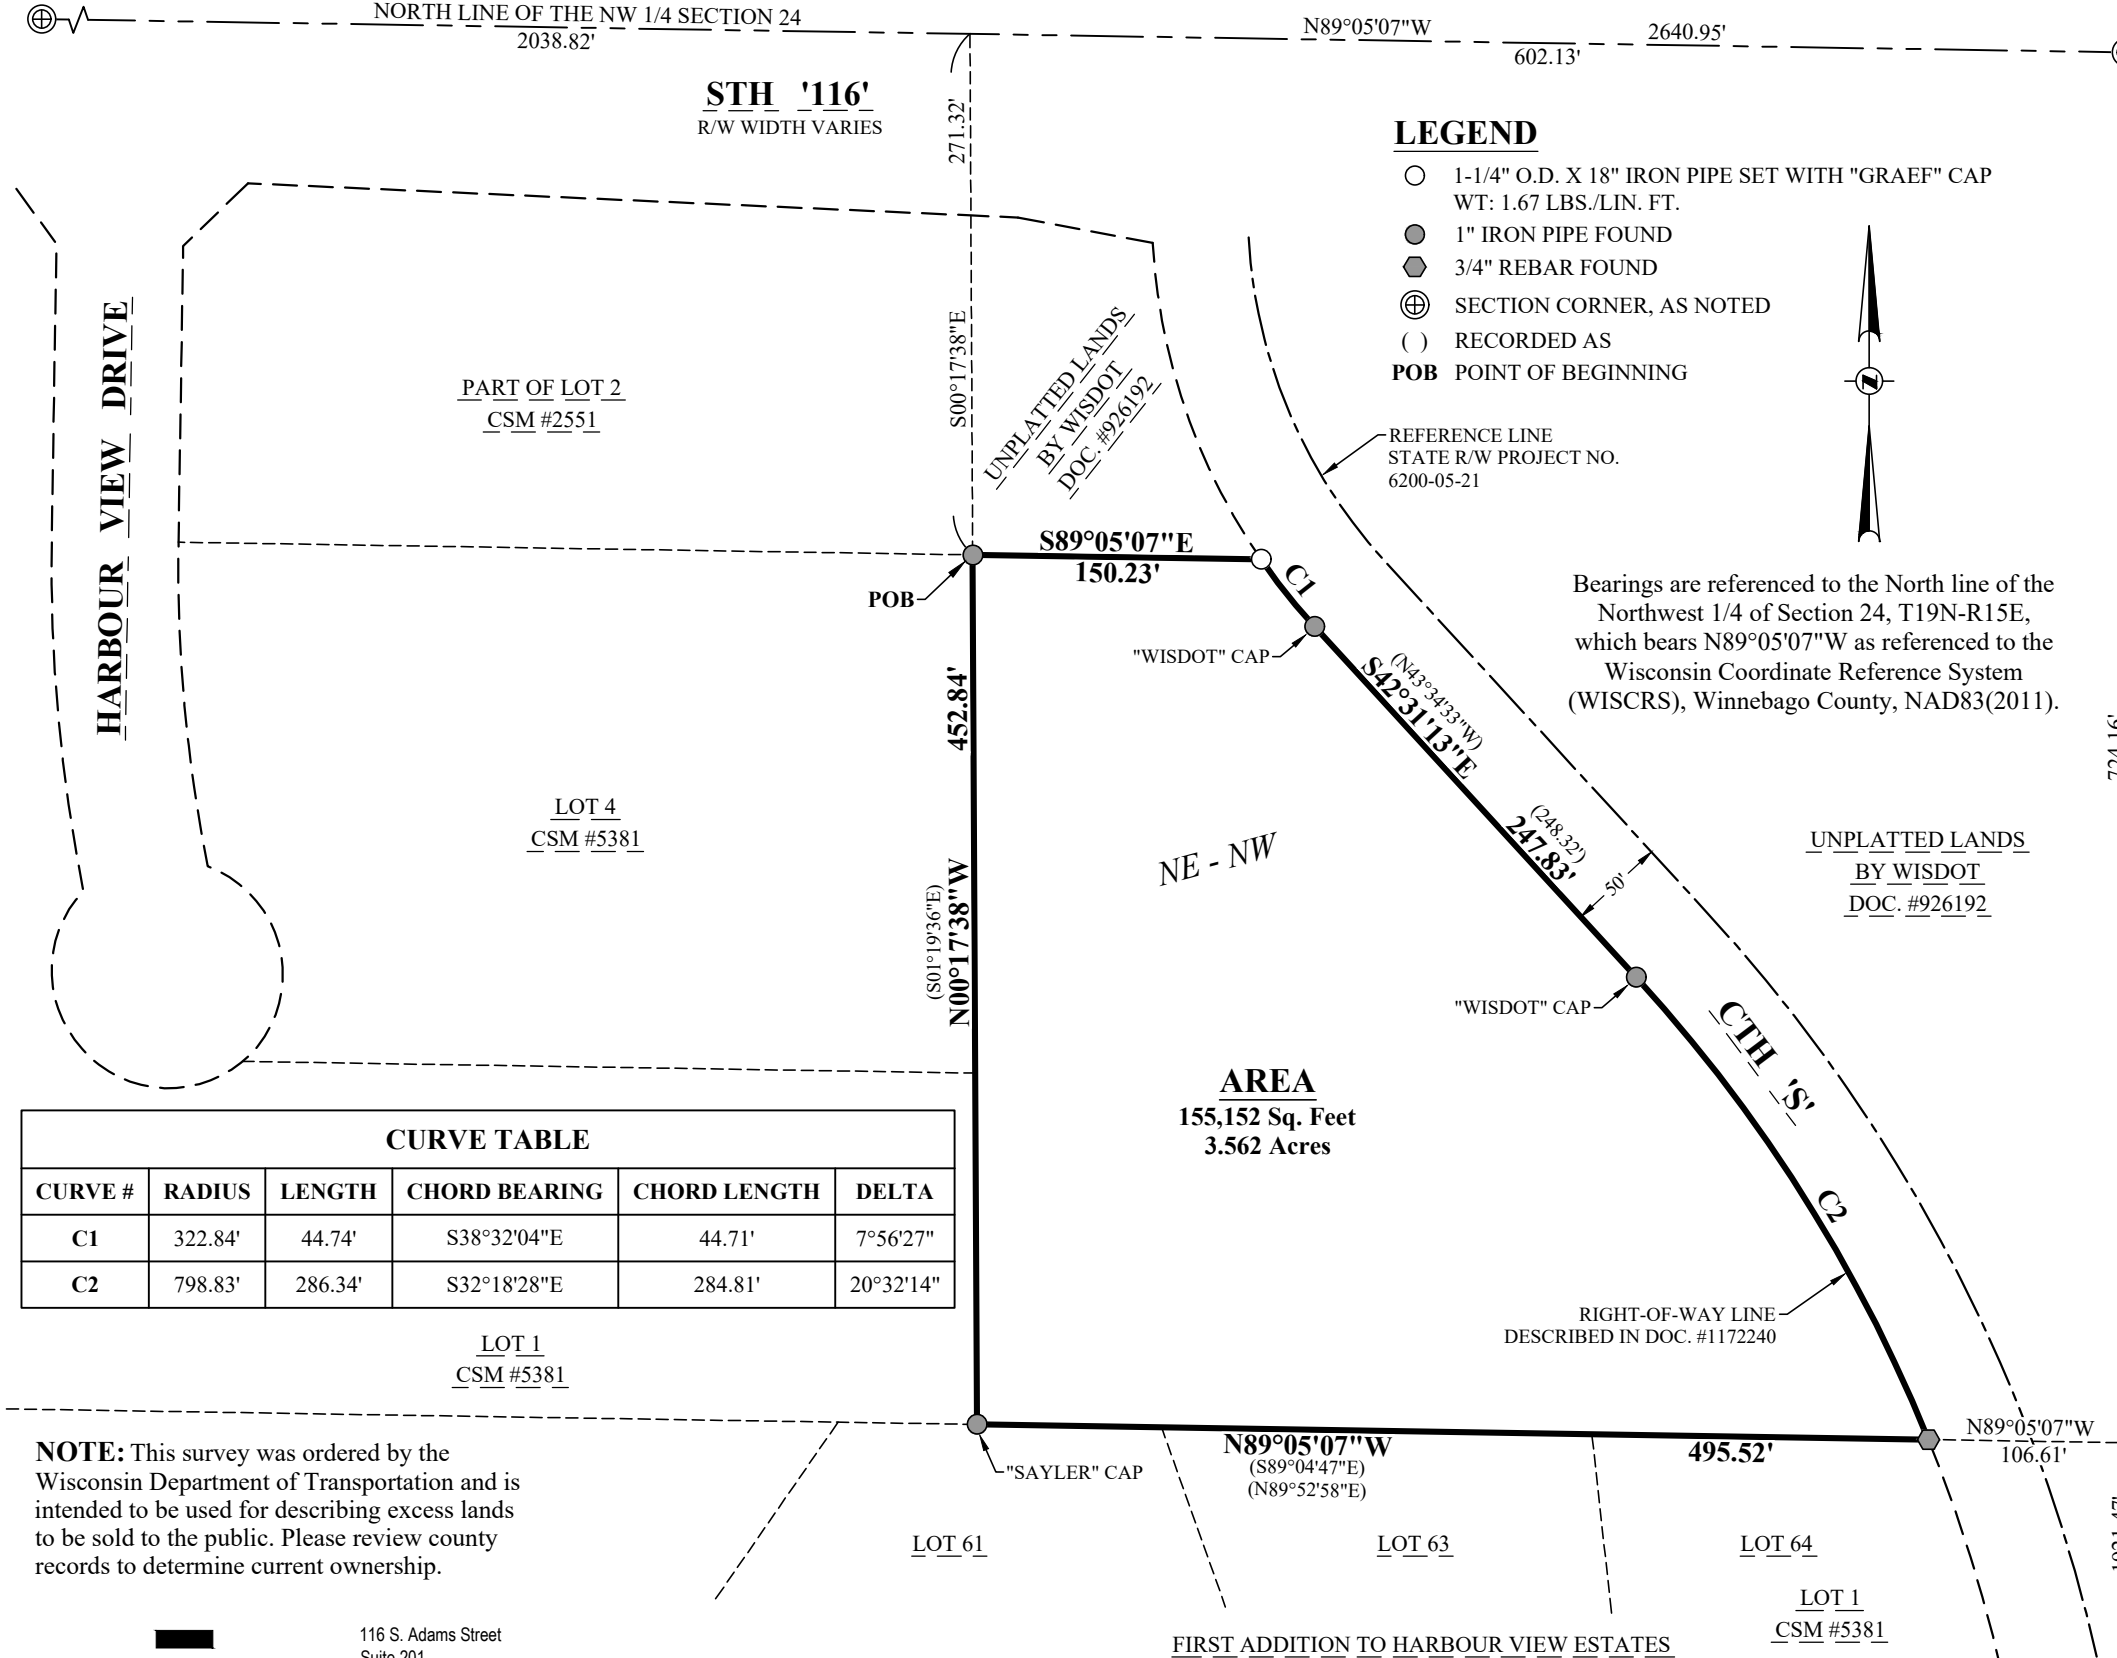 NORTH LINE OF THE NW 1/4 SECTION 24
2038.82'
N89°05'07"W
2640.95'
602.13'
STH '116'
R/W WIDTH VARIES
271.32'
S00°17'38"E
LEGEND
1-1/4" O.D. X 18" IRON PIPE SET WITH "GRAEF" CAP
WT: 1.67 LBS./LIN. FT.
1" IRON PIPE FOUND
3/4" REBAR FOUND
SECTION CORNER, AS NOTED
( ) RECORDED AS
POB POINT OF BEGINNING
Z
HARBOUR VIEW DRIVE
PART OF LOT 2
CSM #2551
UNPLATTED LANDS
BY WISDOT
DOC. #926192
REFERENCE LINE
STATE R/W PROJECT NO.
6200-05-21
S89°05'07"E
150.23'
POB
C1
"WISDOT" CAP
Bearings are referenced to the North line of the
Northwest 1/4 of Section 24, T19N-R15E,
which bears N89°05'07"W as referenced to the
Wisconsin Coordinate Reference System
(WISCRS), Winnebago County, NAD83(2011).
(N43°34'33"W)
S42°31'13"E
(248.32')
247.83'
50'
452.84'
(S01°19'36"E)
N00°17'38"W
LOT 4
CSM #5381
NE - NW
UNPLATTED LANDS
BY WISDOT
DOC. #926192
"WISDOT" CAP
CTH 'S'
AREA
155,152 Sq. Feet
3.562 Acres
CURVE TABLE
CURVE # RADIUS LENGTH CHORD BEARING CHORD LENGTH DELTA
C1 322.84' 44.74' S38°32'04"E 44.71' 7°56'27"
C2 798.83' 286.34' S32°18'28"E 284.81' 20°32'14"
C2
RIGHT-OF-WAY LINE
DESCRIBED IN DOC. #1172240
LOT 1
CSM #5381
N89°05'07"W
495.52'
(S89°04'47"E)
(N89°52'58"E)
N89°05'07"W
106.61'
"SAYLER" CAP
NOTE: This survey was ordered by the
Wisconsin Department of Transportation and is
intended to be used for describing excess lands
to be sold to the public. Please review county
records to determine current ownership.
LOT 61
LOT 63
LOT 64
LOT 1
CSM #5381
FIRST ADDITION TO HARBOUR VIEW ESTATES
116 S. Adams Street
Suite 201